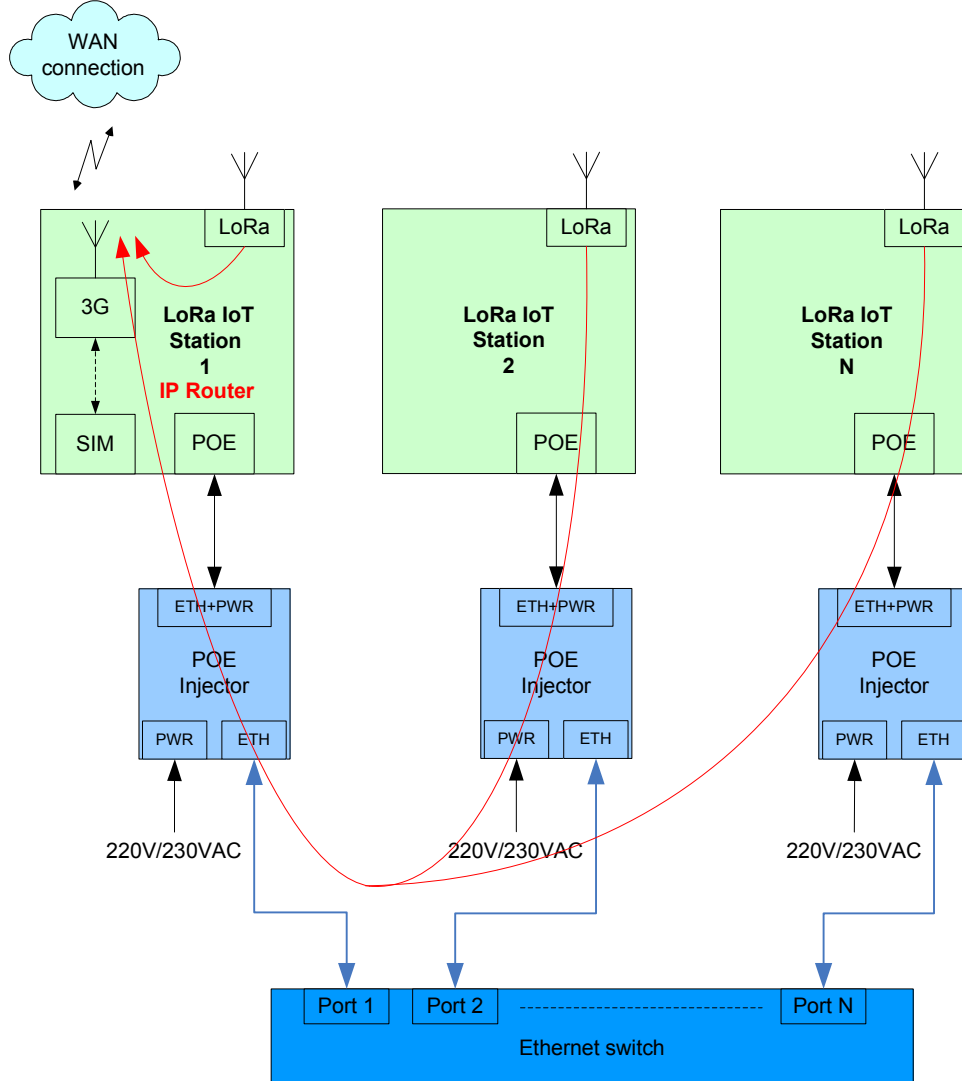 WAN
connection
LoRa
LoRa
LoRa
3G
LoRa IoT
Station
1
IP Router
LoRa IoT
Station
2
LoRa IoT
Station
N
SIM
POE
POE
POE
ETH+PWR
ETH+PWR
ETH+PWR
POE
Injector
POE
Injector
POE
Injector
PWR
ETH
PWR
ETH
PWR
ETH
220V/230VAC
220V/230VAC
220V/230VAC
Port 1
Port 2
Port N
Ethernet switch